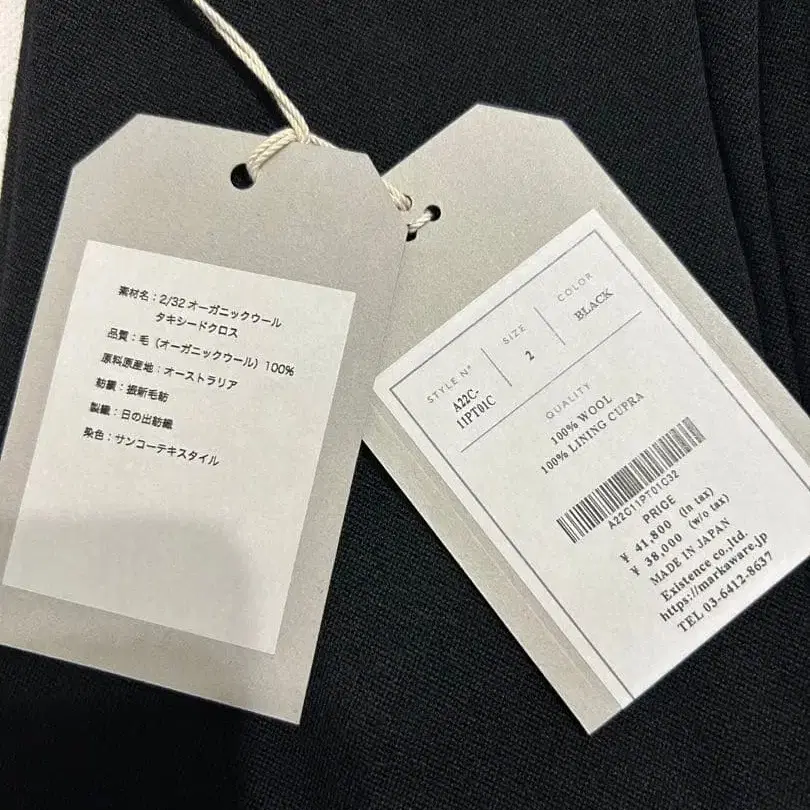 素材名：2/32 オーガニックウール
タキシードクロス
品質：毛（オーガニックウール）100%
原料原産地：オーストラリア
紡績：振新毛紡
製織：日の出紡織
染色：サンコーテキスタイル
STYLE Nº
A22C-
11PT01C
SIZE
2
COLOR
BLACK
QUALITY
100% WOOL
100% LINING CUPRA
A22C11PT01C32
PRICE
¥ 41,800 (in tax)
¥ 38,000 (w/o tax)
MADE IN JAPAN
Existence co.,ltd.
https://markaware.jp
TEL 03-6412-8637